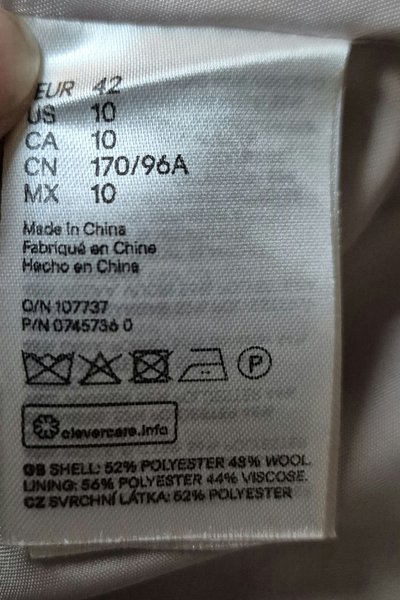 EUR 42
US 10
CA 10
CN 170/96A
MX 10
Made in China
Fabriqué en Chine
Hecho en China
O/N 107737
P/N 0745736 0
P
clevercare.info
GB SHELL: 52% POLYESTER 48% WOOL.
LINING: 56% POLYESTER 44% VISCOSE.
CZ SVRCHNÍ LÁTKA: 52% POLYESTER